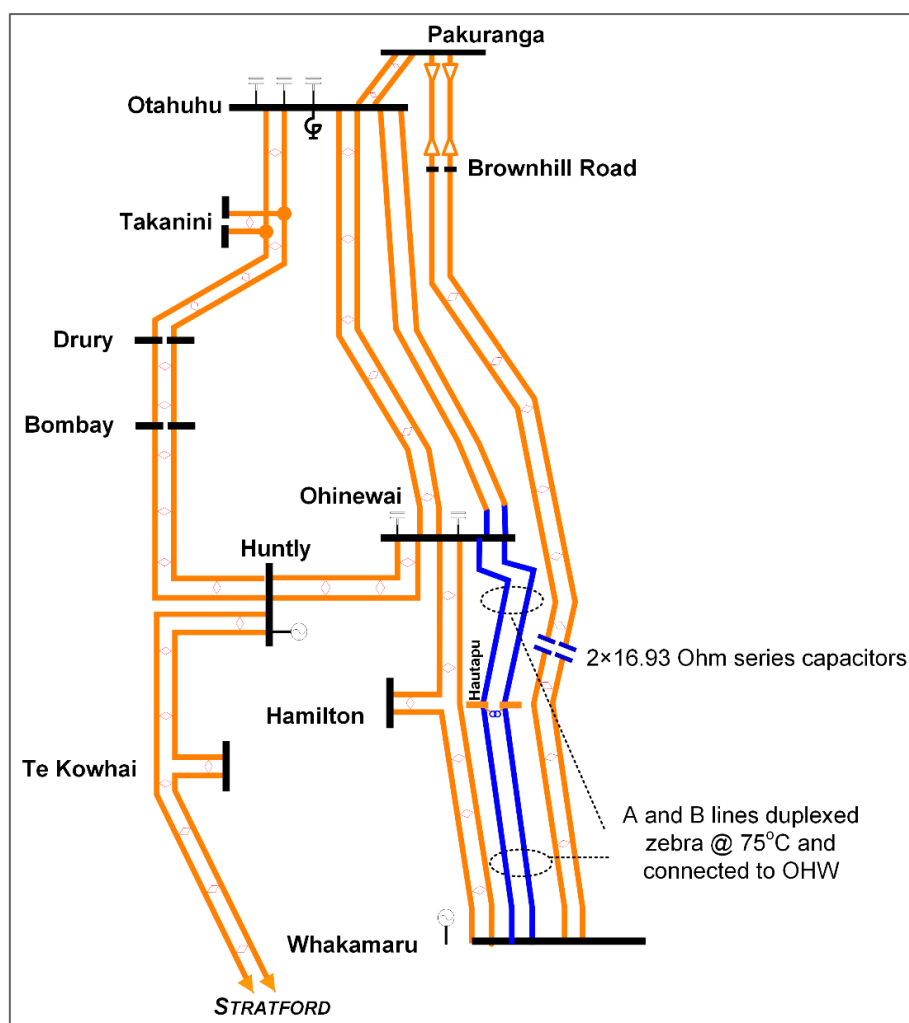 Pakuranga
Otahuhu
Brownhill Road
Takanini
Drury
Bombay
Ohinewai
Huntly
2×16.93 Ohm series capacitors
Hautapu
Hamilton
Te Kowhai
A and B lines duplexed
zebra @ 75°C and
connected to OHW
Whakamaru
STRATFORD